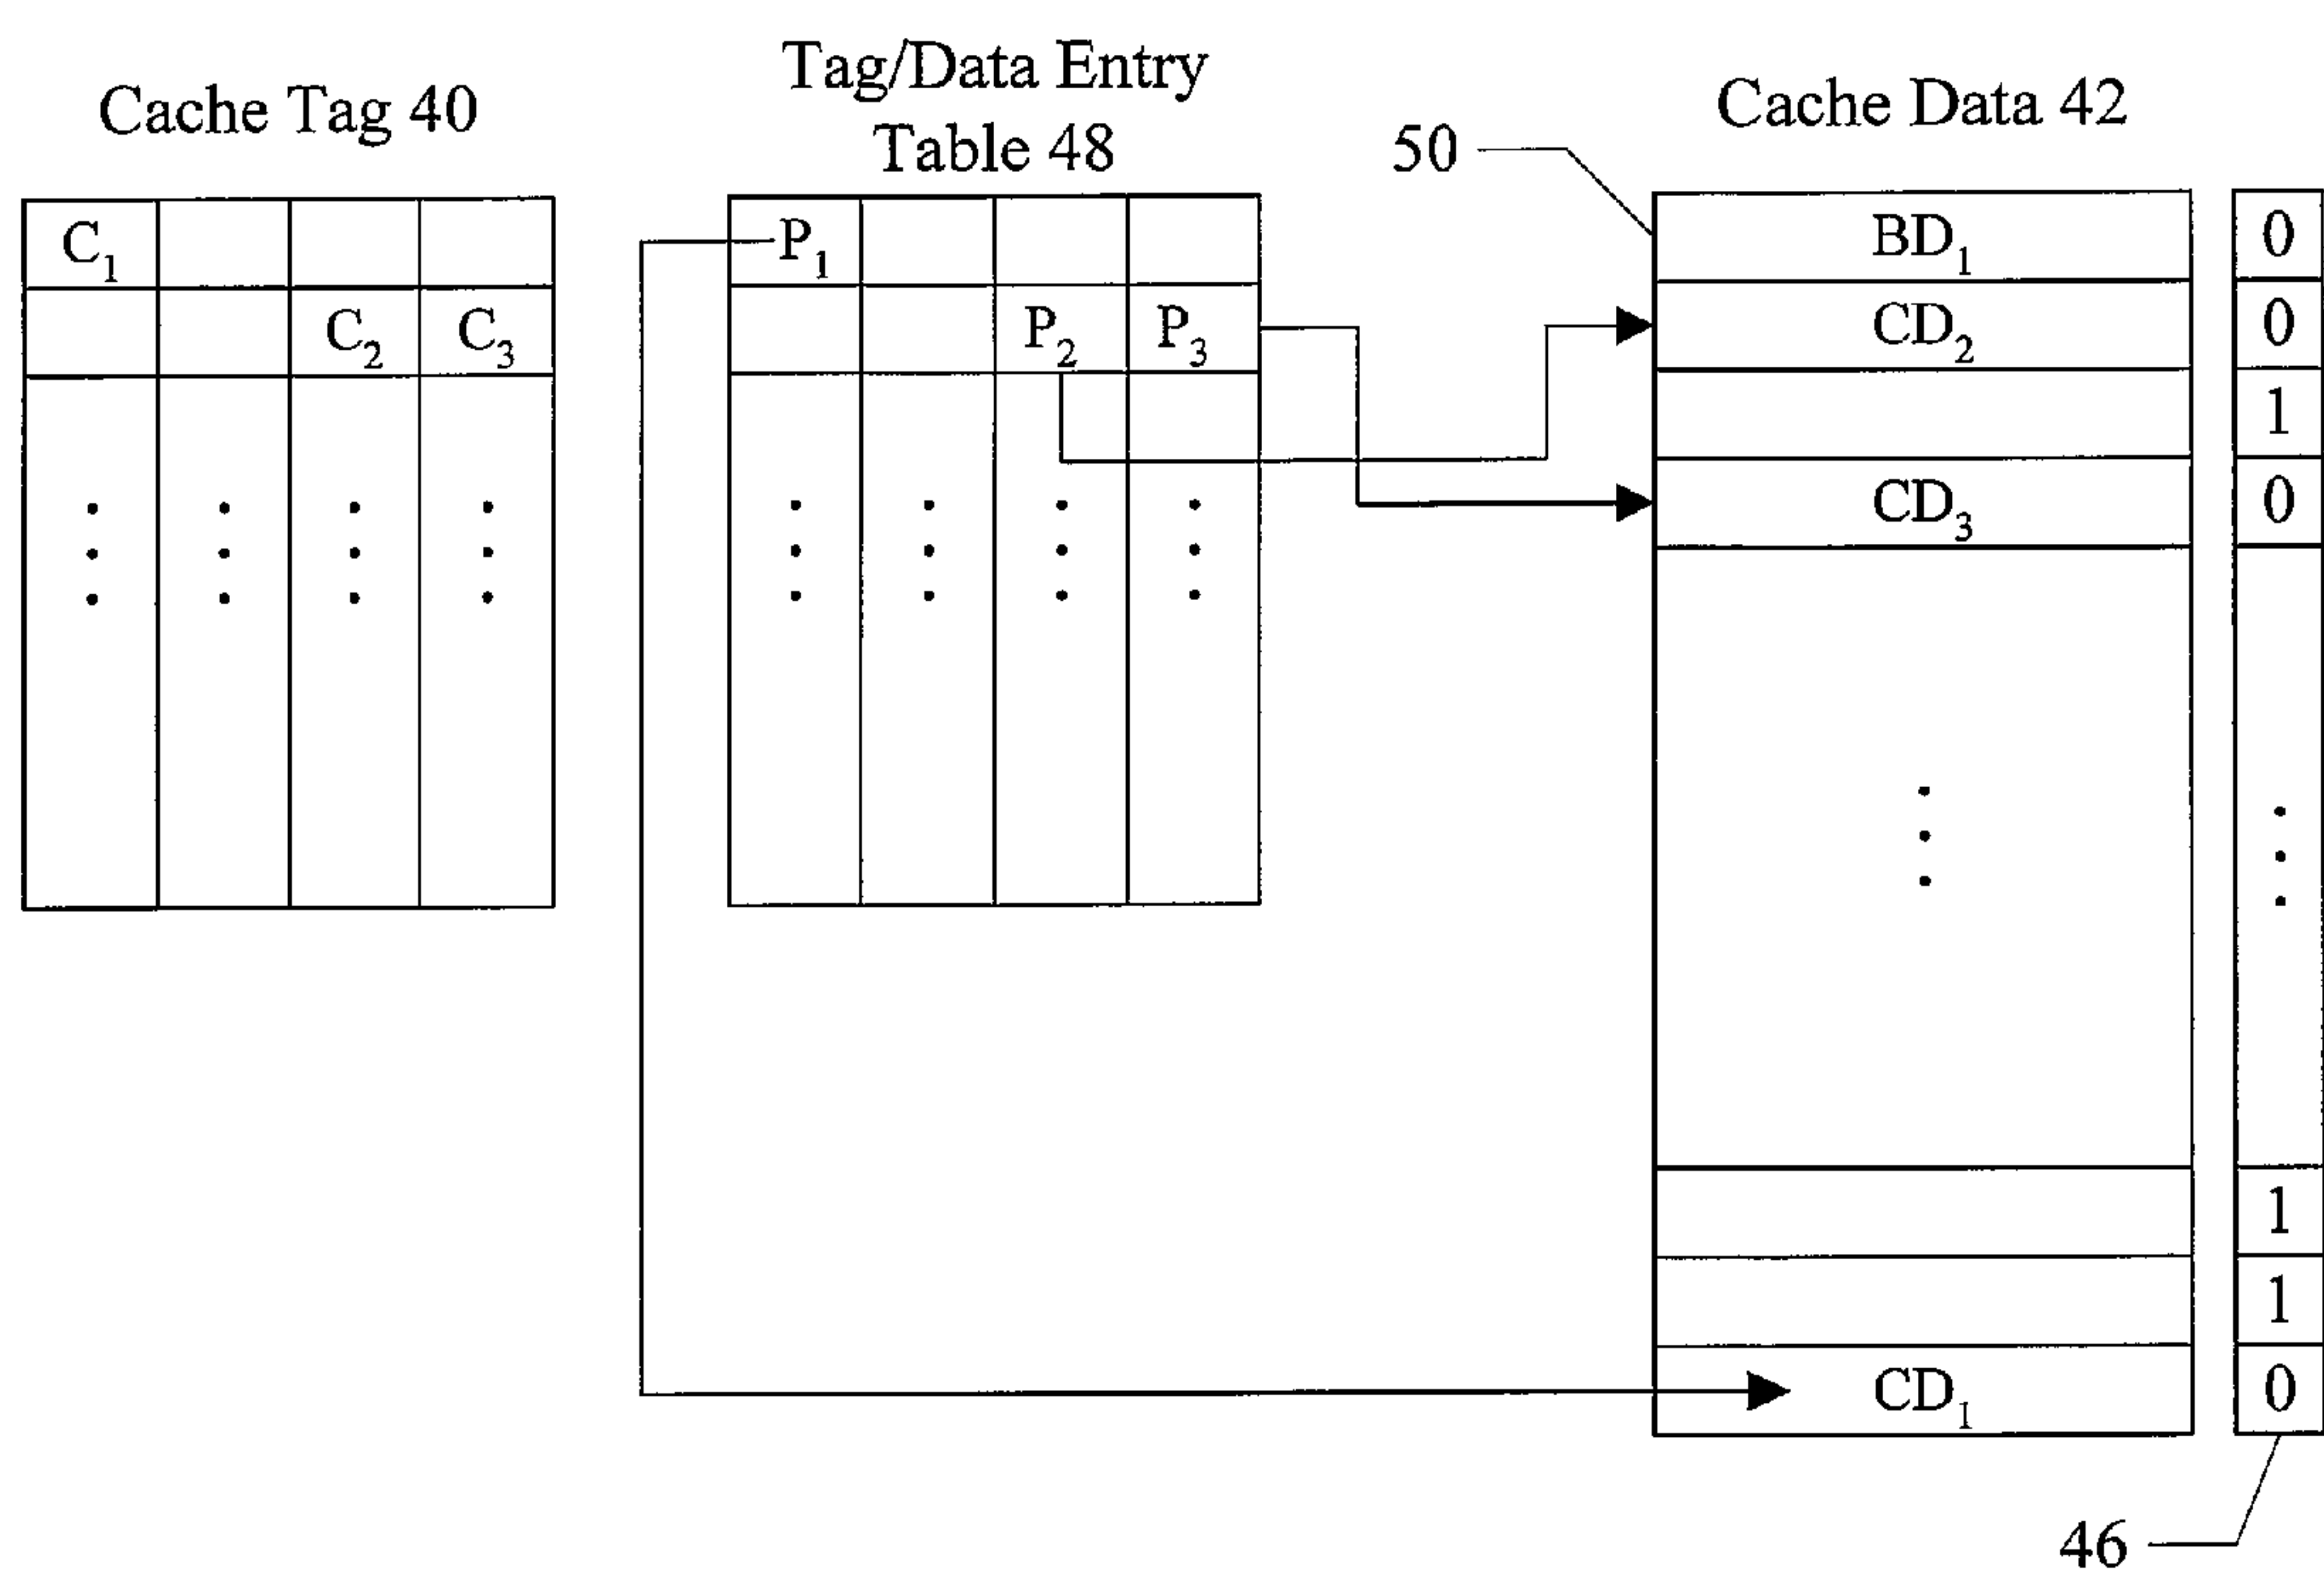 Cache Tag 40
Tag/Data Entry
Table 48
Cache Data 42
50
C₁
C₂ C₃
P₁
P₂ P₃
BD₁
CD₂
CD₃
CD₁
0
0
1
0
1
1
0
46